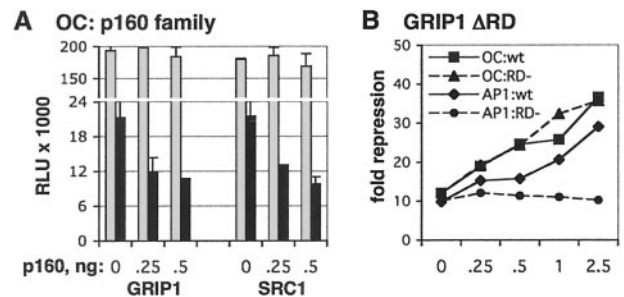 A OC: p160 family
200
150
24
18
12
6
0
RLU x 1000
p160, ng: 0 .25 .5 0 .25 .5
GRIP1 SRC1
B GRIP1 ΔRD
50
40
30
20
10
0
fold repression
OC:wt
OC:RD-
AP1:wt
AP1:RD-
0 .25 .5 1 2.5